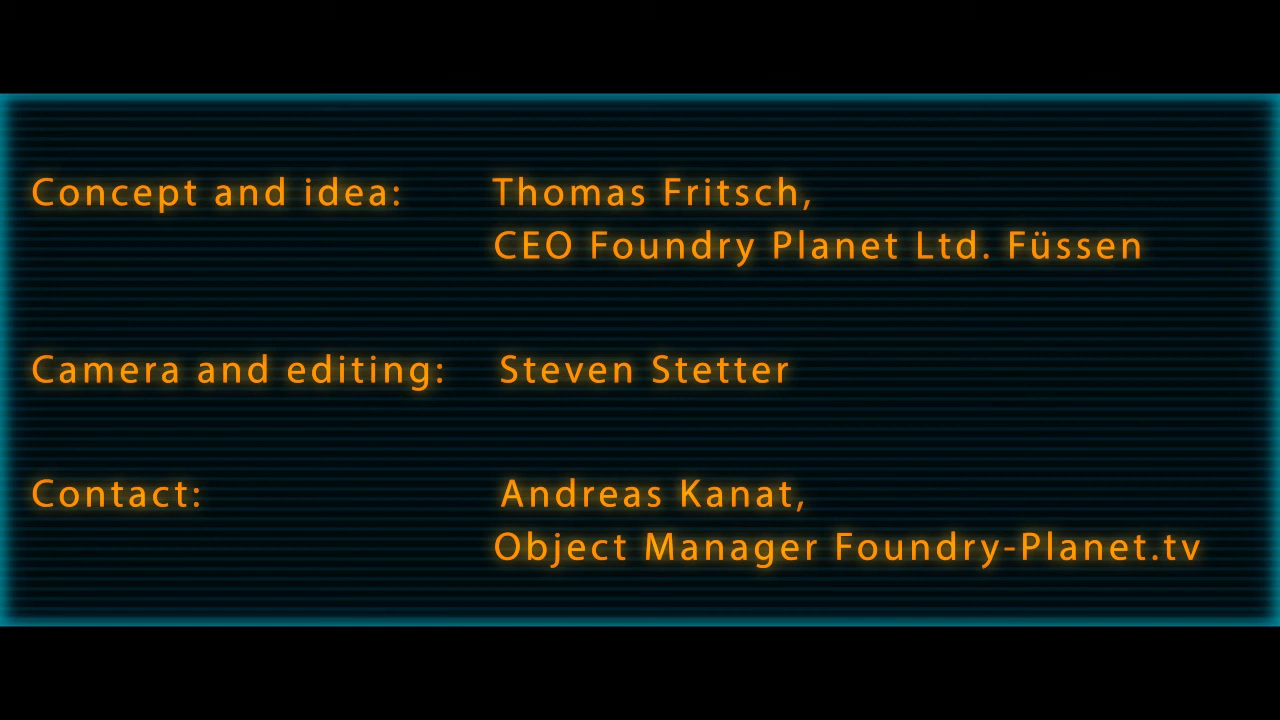 Concept and idea: Thomas Fritsch,
CEO Foundry Planet Ltd. Füssen
Camera and editing: Steven Stetter
Contact: Andreas Kanat,
Object Manager Foundry-Planet.tv